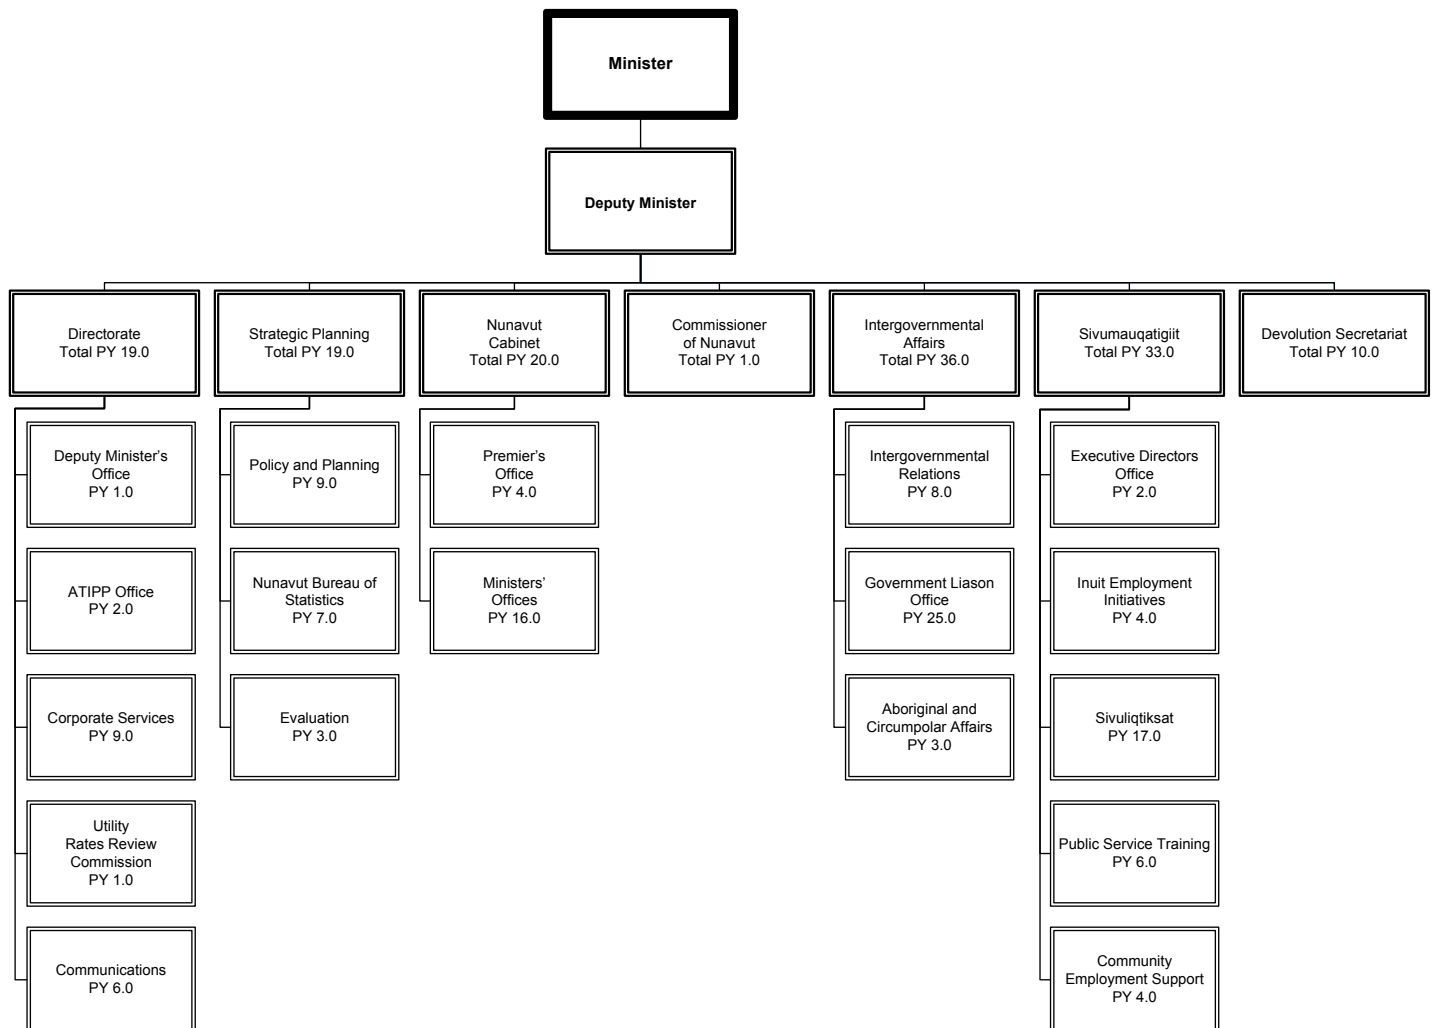 Minister
Deputy Minister
Directorate
Total PY 19.0
Strategic Planning
Total PY 19.0
Nunavut
Cabinet
Total PY 20.0
Commissioner
of Nunavut
Total PY 1.0
Intergovernmental
Affairs
Total PY 36.0
Sivumauqatigiit
Total PY 33.0
Devolution Secretariat
Total PY 10.0
Deputy Minister's
Office
PY 1.0
ATIPP Office
PY 2.0
Corporate Services
PY 9.0
Utility
Rates Review
Commission
PY 1.0
Communications
PY 6.0
Policy and Planning
PY 9.0
Nunavut Bureau of
Statistics
PY 7.0
Evaluation
PY 3.0
Premier's
Office
PY 4.0
Ministers'
Offices
PY 16.0
Intergovernmental
Relations
PY 8.0
Government Liason
Office
PY 25.0
Aboriginal and
Circumpolar Affairs
PY 3.0
Executive Directors
Office
PY 2.0
Inuit Employment
Initiatives
PY 4.0
Sivuliqtiksat
PY 17.0
Public Service Training
PY 6.0
Community
Employment Support
PY 4.0